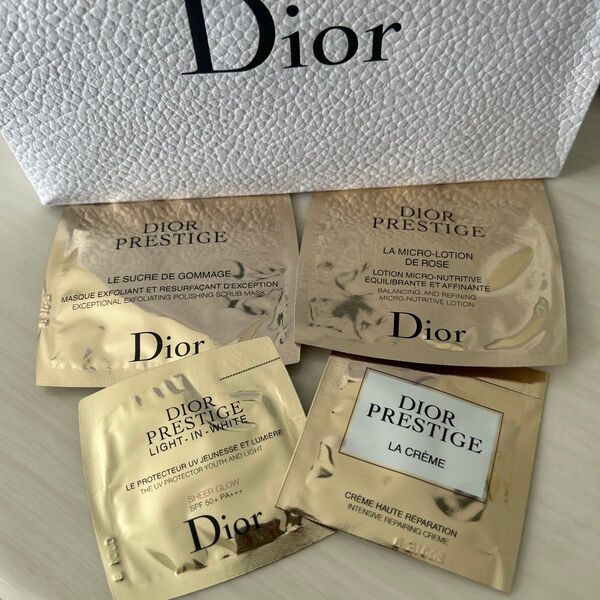 Dior
DIOR
PRESTIGE
LE SUCRE DE GOMMAGE
MASQUE EXFOLIANT ET RESURFAÇANT D'EXCEPTION
EXCEPTIONAL EXFOLIATING POLISHING SCRUB MASK
Dior
DIOR
PRESTIGE
LA MICRO-LOTION
DE ROSE
LOTION MICRO-NUTRITIVE
ÉQUILIBRANTE ET AFFINANTE
BALANCING AND REFINING
MICRO-NUTRITIVE LOTION
Dior
DIOR
PRESTIGE
LIGHT-IN-WHITE
LE PROTECTEUR UV JEUNESSE ET LUMIÈRE
THE UV PROTECTOR YOUTH AND LIGHT
SHEER GLOW
SPF 50+ PA+++
Dior
DIOR
PRESTIGE
LA CRÈME
CRÈME HAUTE RÉPARATION
INTENSIVE REPAIRING CREME